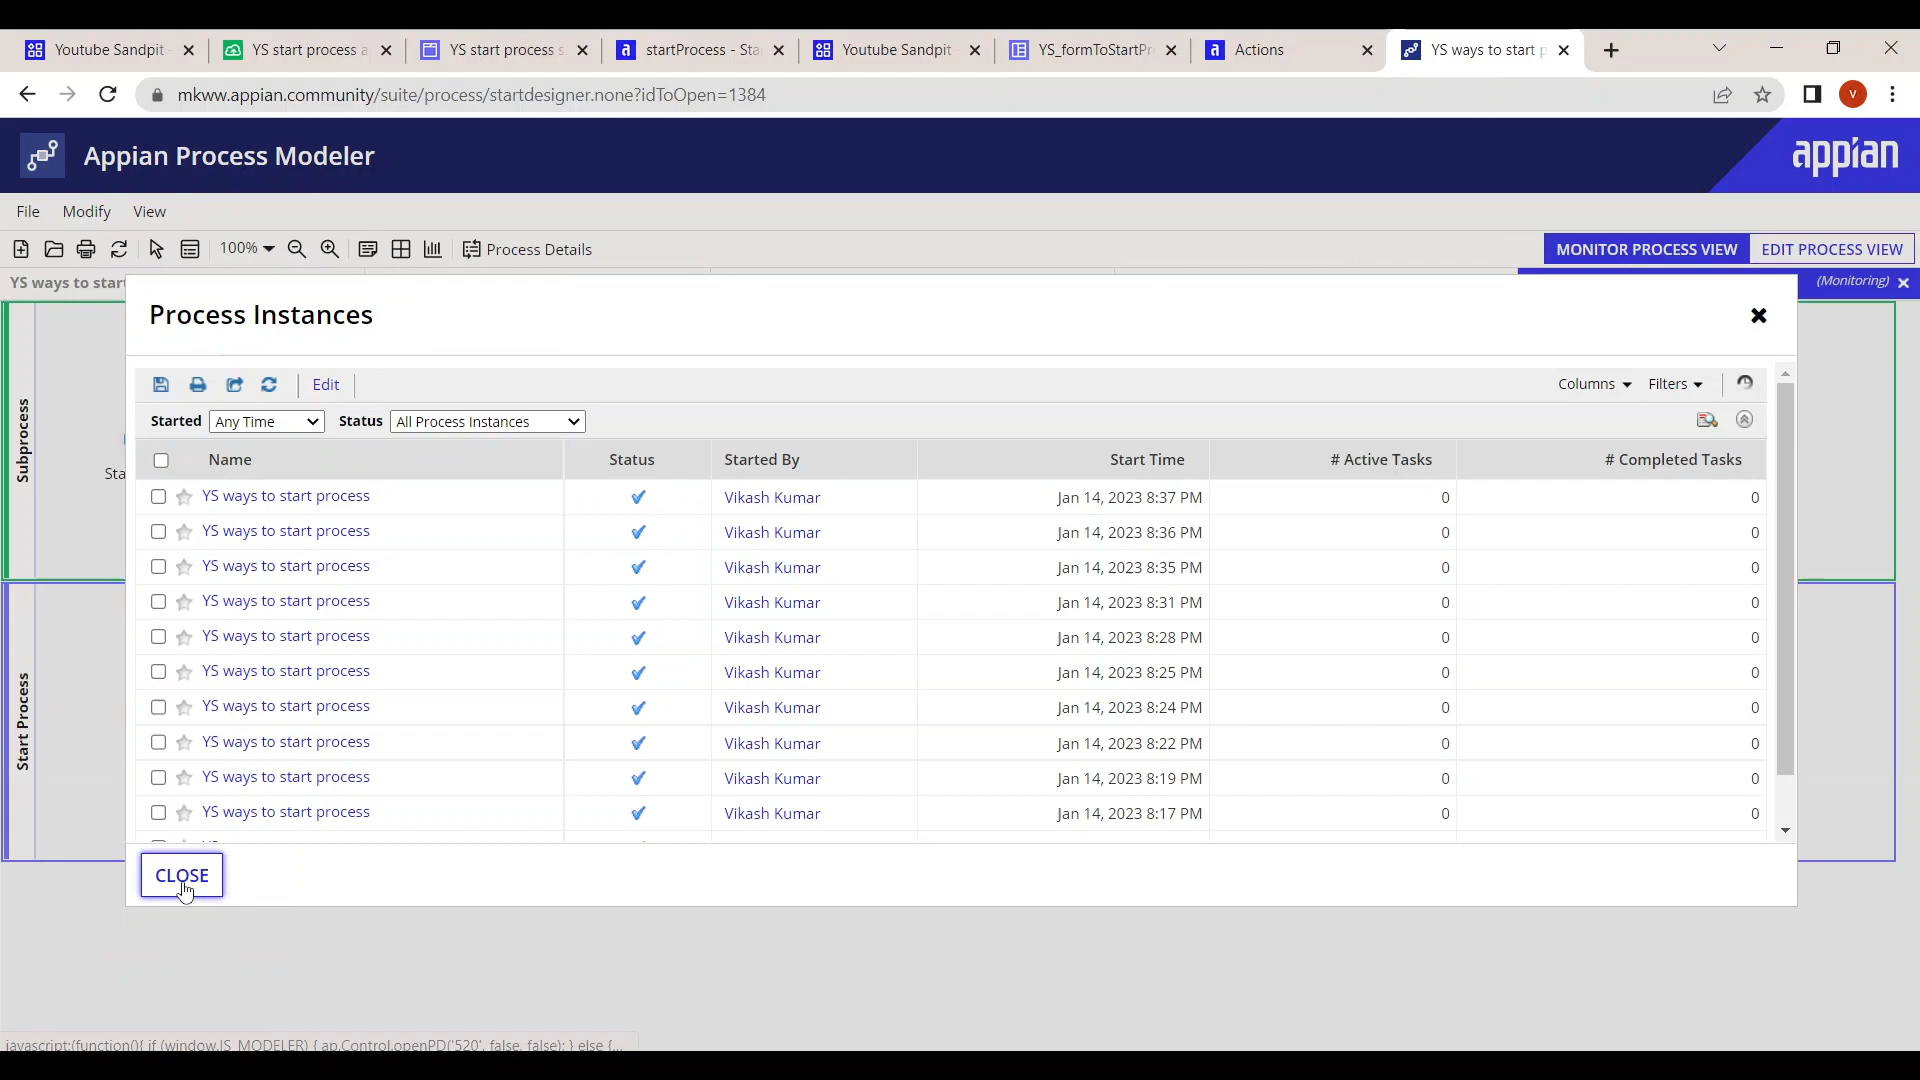 Youtube Sandpit - YS start process a YS start process s startProcess - Sta Youtube Sandpit - YS_formToStartPr Actions YS ways to start p
mkww.appian.community/suite/process/startdesigner.none?idToOpen=1384 V
Appian Process Modeler appian
File Modify View
100% Process Details MONITOR PROCESS VIEW EDIT PROCESS VIEW
YS ways to star (Monitoring)
Process Instances
Edit Columns Filters
Started Any Time Status All Process Instances
Name Status Started By Start Time # Active Tasks # Completed Tasks
YS ways to start process Vikash Kumar Jan 14, 2023 8:37 PM 0 0
YS ways to start process Vikash Kumar Jan 14, 2023 8:36 PM 0 0
YS ways to start process Vikash Kumar Jan 14, 2023 8:35 PM 0 0
YS ways to start process Vikash Kumar Jan 14, 2023 8:31 PM 0 0
YS ways to start process Vikash Kumar Jan 14, 2023 8:28 PM 0 0
YS ways to start process Vikash Kumar Jan 14, 2023 8:25 PM 0 0
YS ways to start process Vikash Kumar Jan 14, 2023 8:24 PM 0 0
YS ways to start process Vikash Kumar Jan 14, 2023 8:22 PM 0 0
YS ways to start process Vikash Kumar Jan 14, 2023 8:19 PM 0 0
YS ways to start process Vikash Kumar Jan 14, 2023 8:17 PM 0 0
Subprocess
Sta
Start Process
CLOSE
javascript:(function(){ if (window.IS_MODELER) { ap.Control.openPD('520', false, false); } else {...